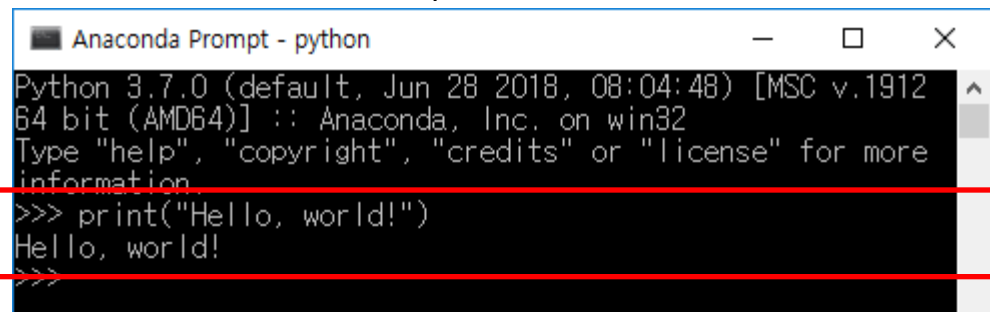 Anaconda Prompt - python
Python 3.7.0 (default, Jun 28 2018, 08:04:48) [MSC v.1912
64 bit (AMD64)] :: Anaconda, Inc. on win32
Type "help", "copyright", "credits" or "license" for more
information.
>>> print("Hello, world!")
Hello, world!
>>>